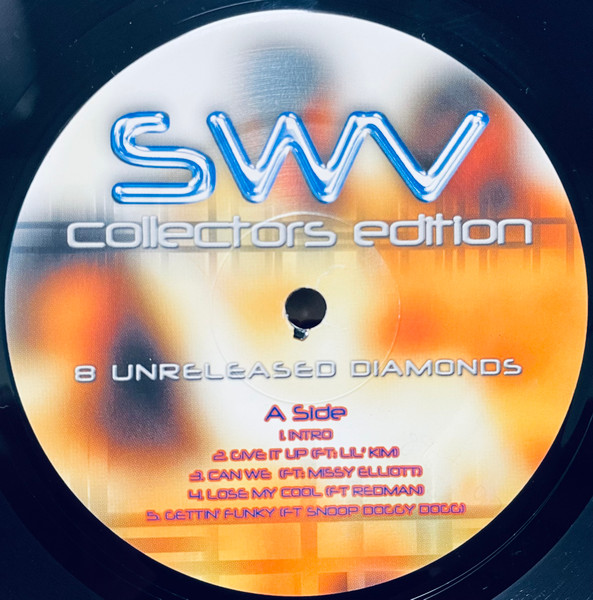 SWV
collectors edition
8 UNRELEASED DIAMONDS
A Side
1. INTRO
2. GIVE IT UP (FT: LIL' KIM)
3. CAN WE (FT: MISSY ELLIOTT)
4. LOSE MY COOL (FT REDMAN)
5. GETTIN' FUNKY (FT SNOOP DOGGY DOGG)